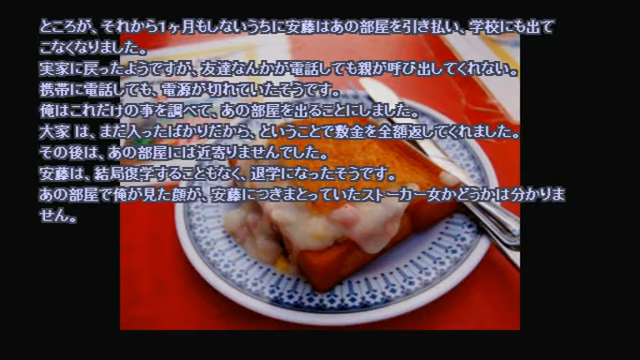 ところが、それから１ヶ月もしないうちに安藤はあの部屋を引き払い、学校にも出て
こなくなりました。
実家に戻ったようですが、友達なんかが電話しても親が呼び出してくれない。
携帯に電話しても、電源が切れていたそうです。
俺はこれだけの事を調べて、あの部屋を出ることにしました。
大家 は、まだ入ったばかりだから、ということで敷金を全額返してくれました。
その後は、あの部屋には近寄りませんでした。
安藤は、結局復学することもなく、退学になったそうです。
あの部屋で俺が見た顔が、安藤につきまとっていたストーカー女かどうかは分かりま
せん。